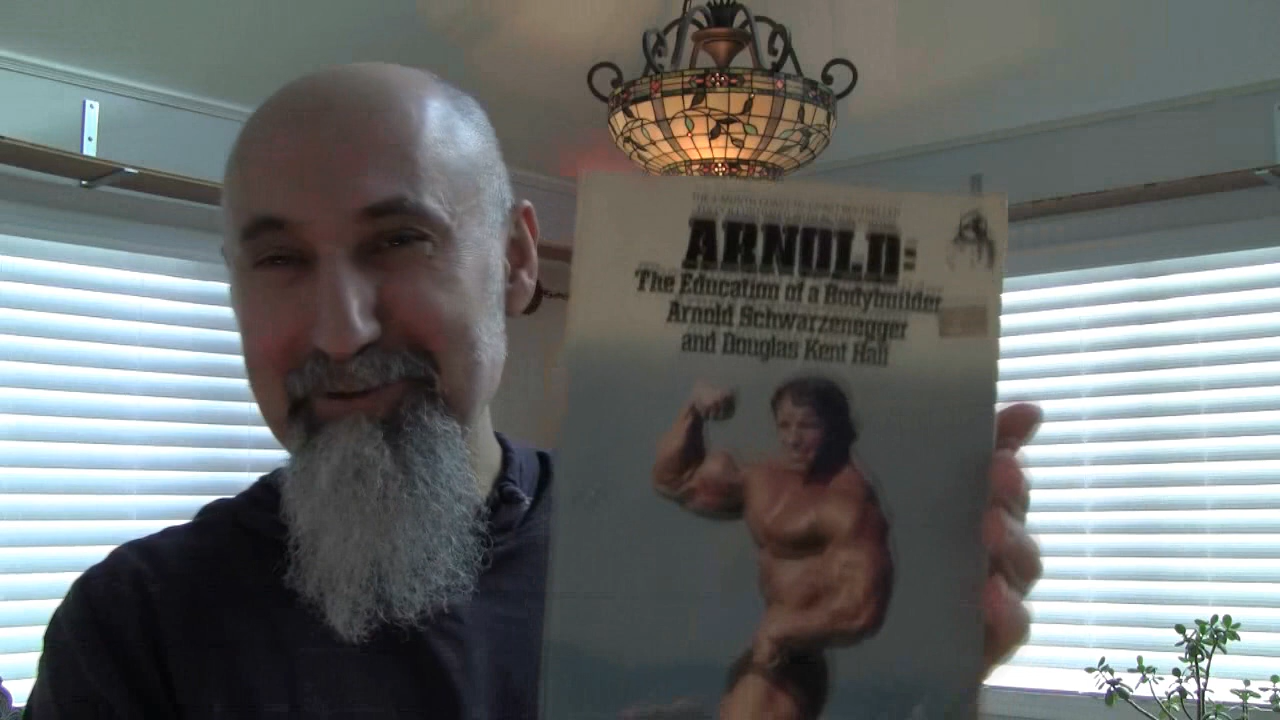 ARNOLD:
The Education of a Bodybuilder
Arnold Schwarzenegger
and Douglas Kent Hall